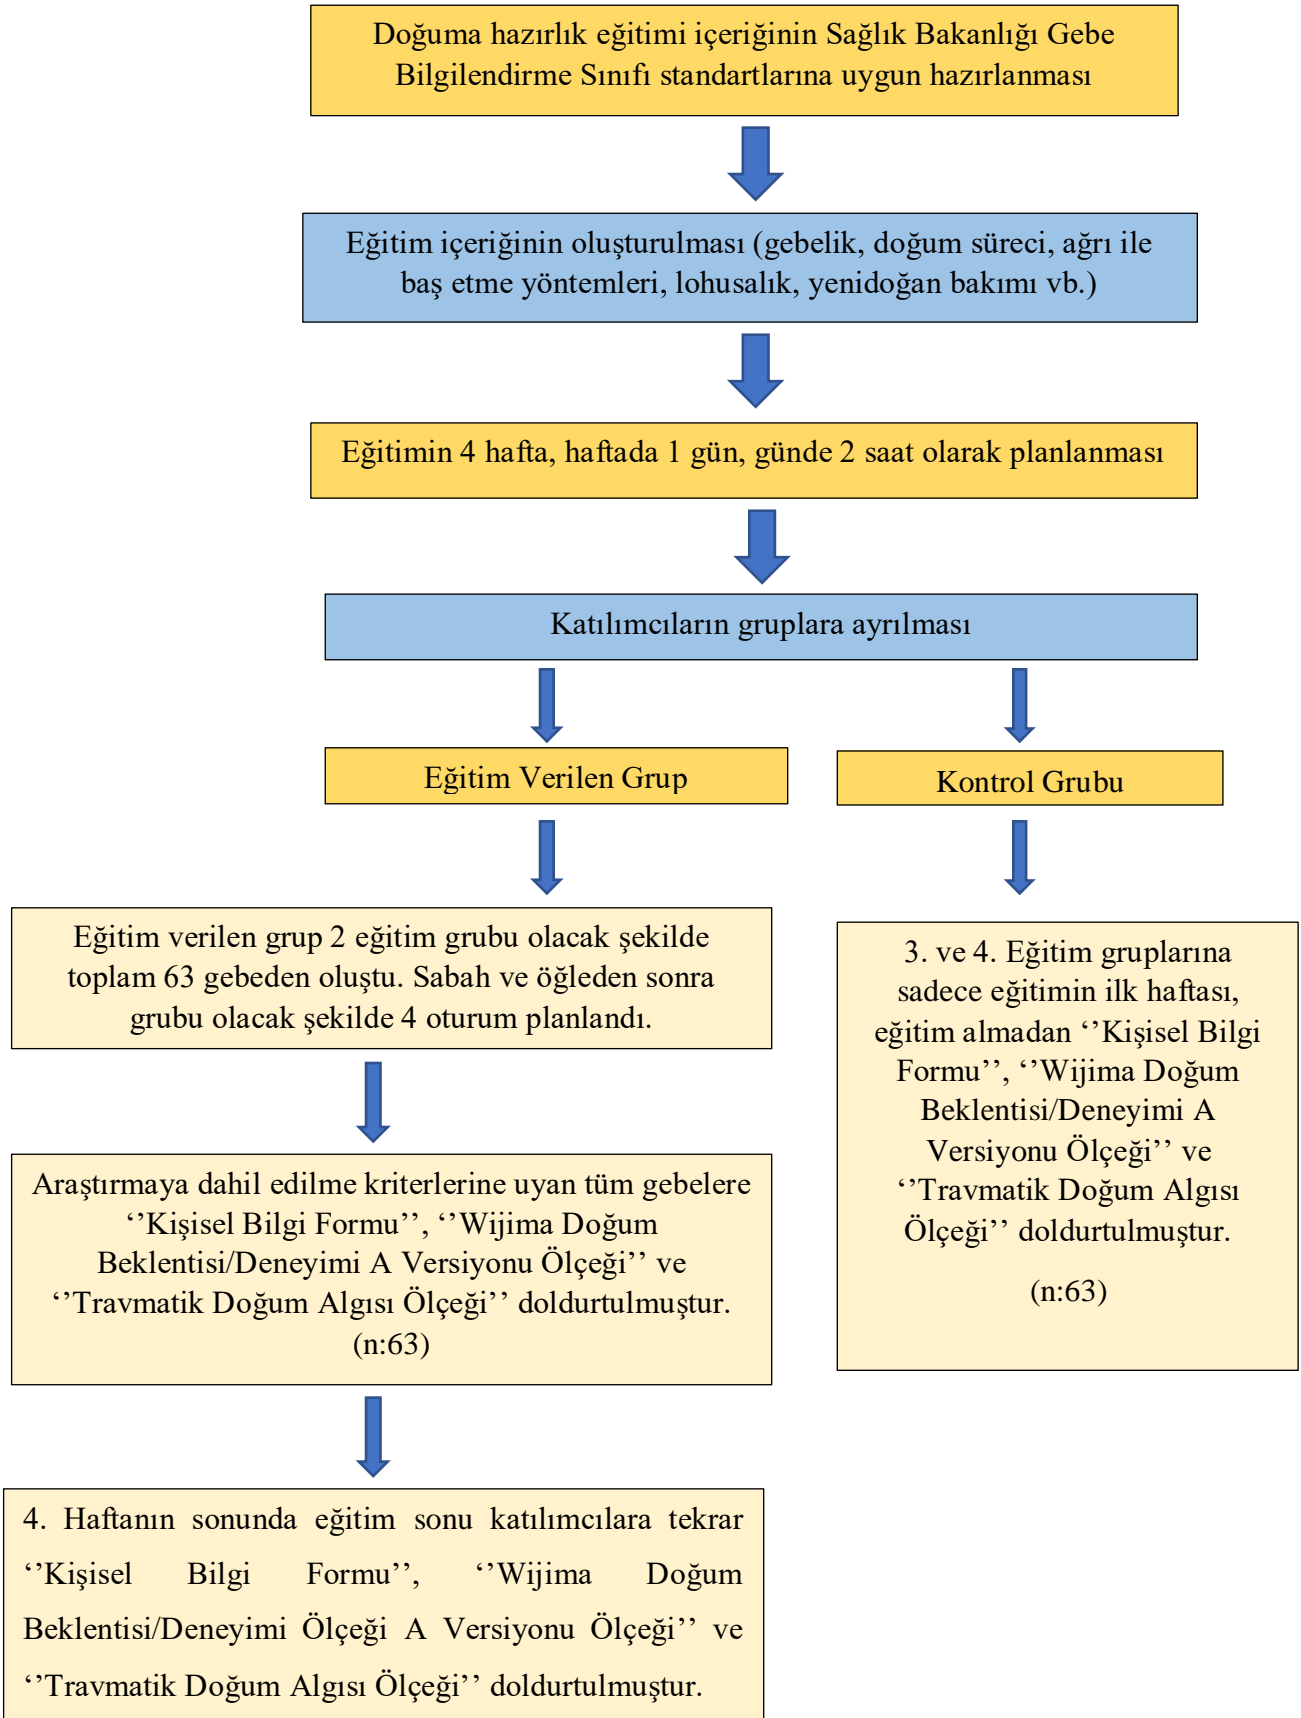 Doğuma hazırlık eğitimi içeriğinin Sağlık Bakanlığı Gebe
Bilgilendirme Sınıfı standartlarına uygun hazırlanması
Eğitim içeriğinin oluşturulması (gebelik, doğum süreci, ağrı ile
baş etme yöntemleri, lohusalık, yenidoğan bakımı vb.)
Eğitimin 4 hafta, haftada 1 gün, günde 2 saat olarak planlanması
Katılımcıların gruplara ayrılması
Eğitim Verilen Grup
Kontrol Grubu
Eğitim verilen grup 2 eğitim grubu olacak şekilde
toplam 63 gebeden oluştu. Sabah ve öğleden sonra
grubu olacak şekilde 4 oturum planlandı.
Araştırmaya dahil edilme kriterlerine uyan tüm gebelere
‘’Kişisel Bilgi Formu’’, ‘’Wijima Doğum
Beklentisi/Deneyimi A Versiyonu Ölçeği’’ ve
‘’Travmatik Doğum Algısı Ölçeği’’ doldurtulmuştur.
(n:63)
4. Haftanın sonunda eğitim sonu katılımcılara tekrar
‘’Kişisel Bilgi Formu’’, ‘’Wijima Doğum
Beklentisi/Deneyimi Ölçeği A Versiyonu Ölçeği’’ ve
‘’Travmatik Doğum Algısı Ölçeği’’ doldurtulmuştur.
3. ve 4. Eğitim gruplarına
sadece eğitimin ilk haftası,
eğitim almadan ‘’Kişisel Bilgi
Formu’’, ‘’Wijima Doğum
Beklentisi/Deneyimi A
Versiyonu Ölçeği’’ ve
‘’Travmatik Doğum Algısı
Ölçeği’’ doldurtulmuştur.
(n:63)